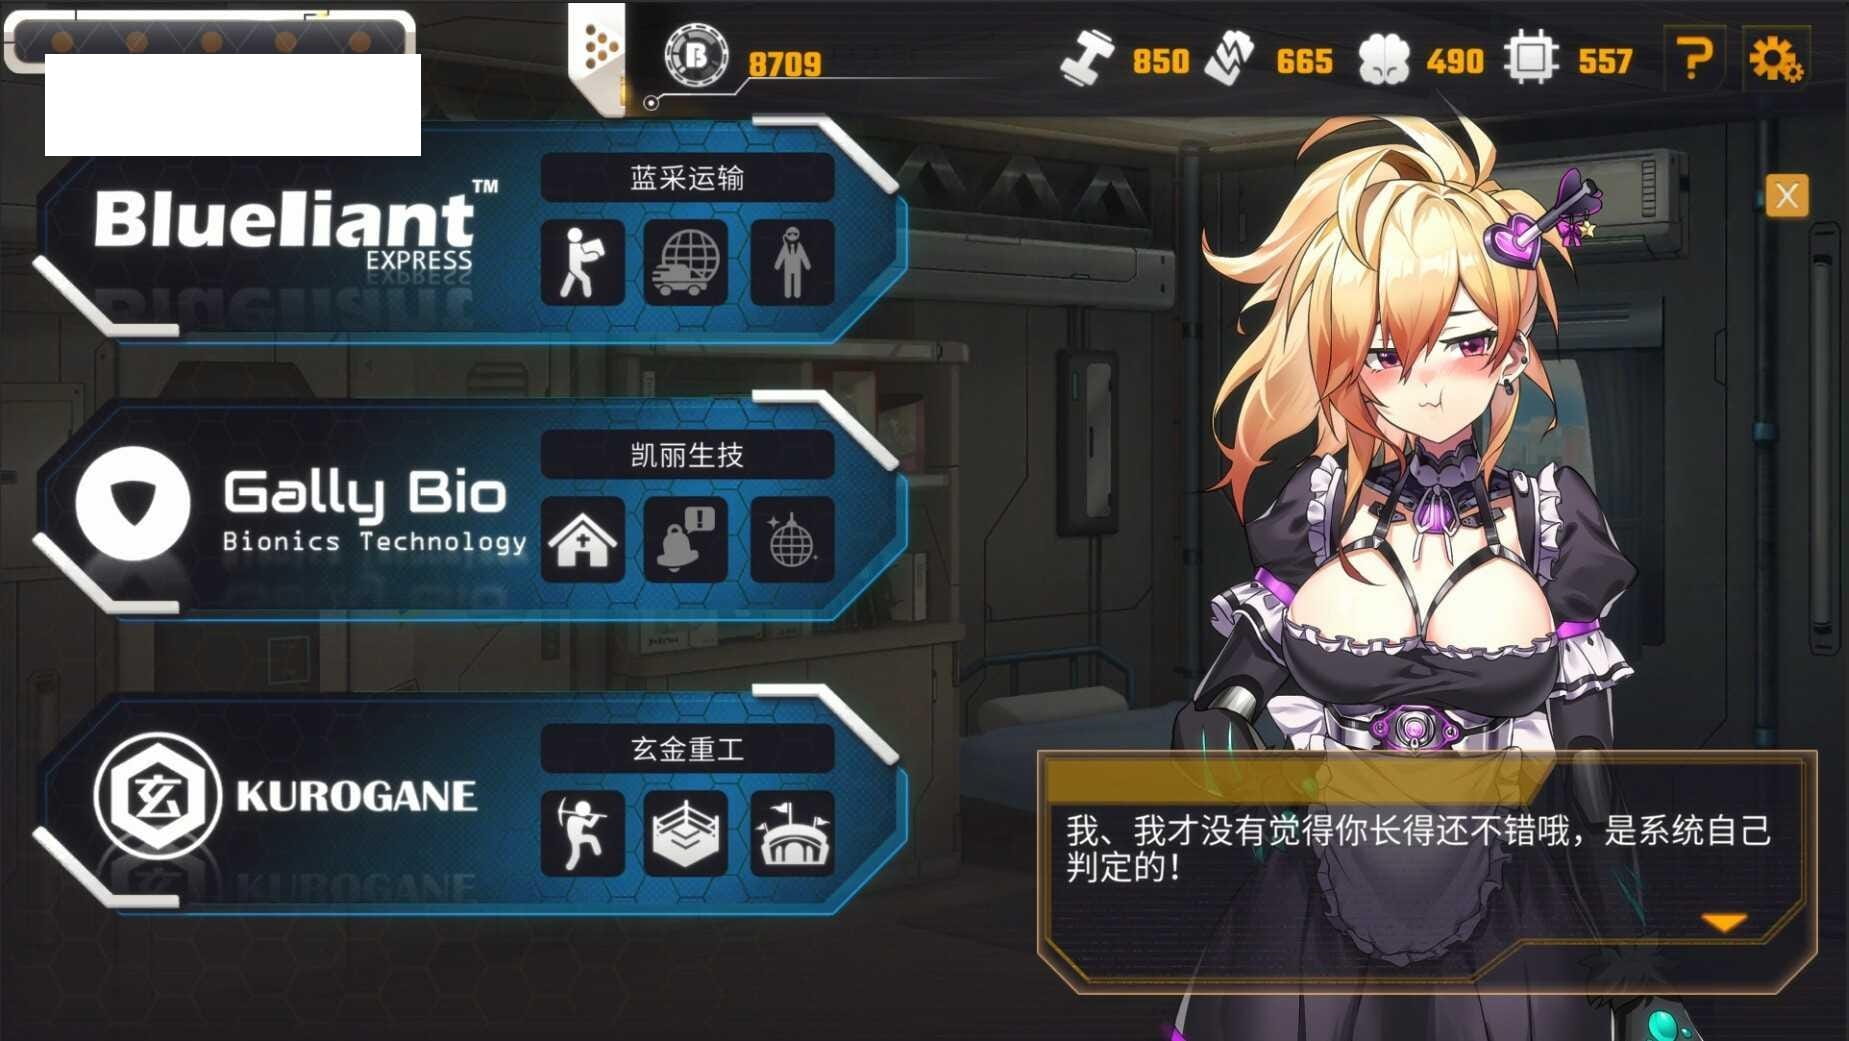 8709
850
665
490
557
?
X
Blueliant™
EXPRESS
蓝采运输
Gally Bio
Bionics Technology
凯丽生技
玄
KUROGANE
玄金重工
我、我才没有觉得你长得还不错哦，是系统自己
判定的！